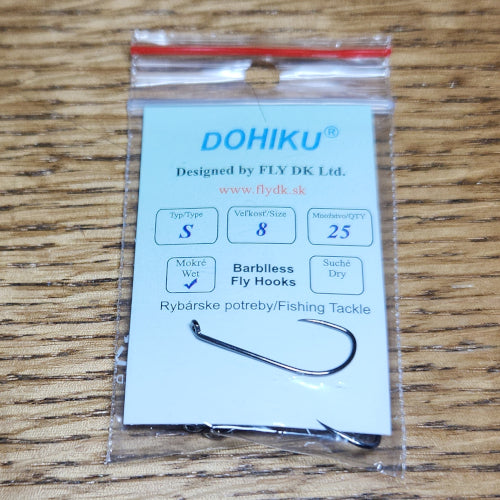 DOHIKU®
Designed by FLY DK Ltd.
www.flydk.sk
Typ/Type Veľkosť/Size Množstvo/QTY
S 8 25
Mokré Wet ✓
Barblless Fly Hooks
Suché Dry
Rybárske potreby/Fishing Tackle